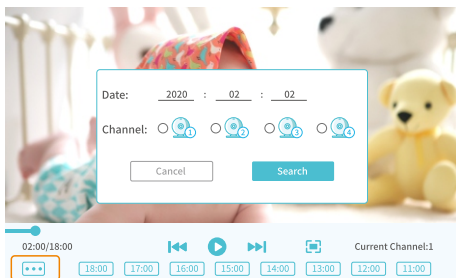 Date: 2020 : 02 : 02
Channel: 1 2 3 4
Cancel Search
02:00/18:00 Current Channel:1
18:00 17:00 16:00 15:00 14:00 13:00 12:00 11:00